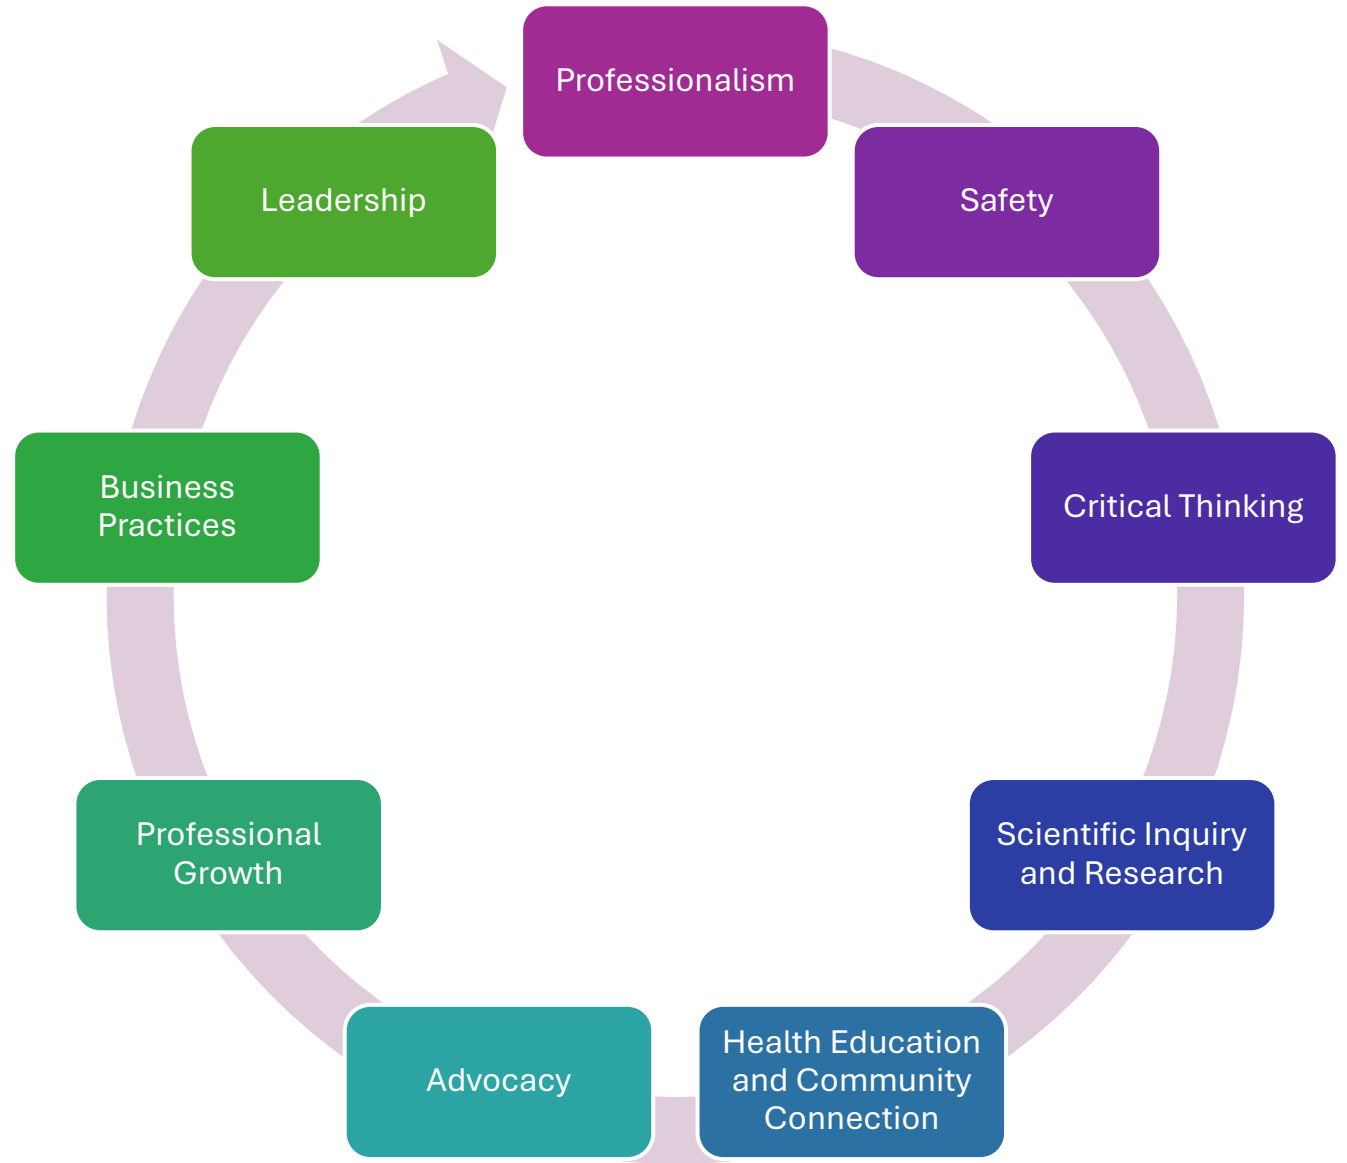 Professionalism
Safety
Critical Thinking
Scientific Inquiry
and Research
Health Education
and Community
Connection
Advocacy
Professional
Growth
Business
Practices
Leadership